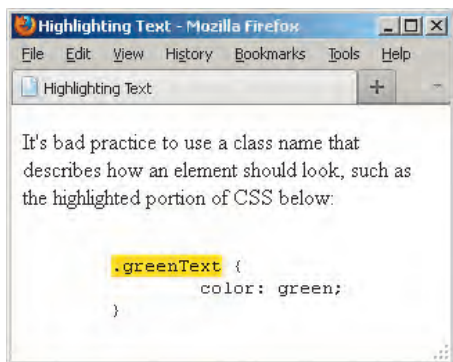 Highlighting Text - Mozilla Firefox
File Edit View History Bookmarks Tools Help
Highlighting Text
It's bad practice to use a class name that
describes how an element should look, such as
the highlighted portion of CSS below:
.greenText {
color: green;
}